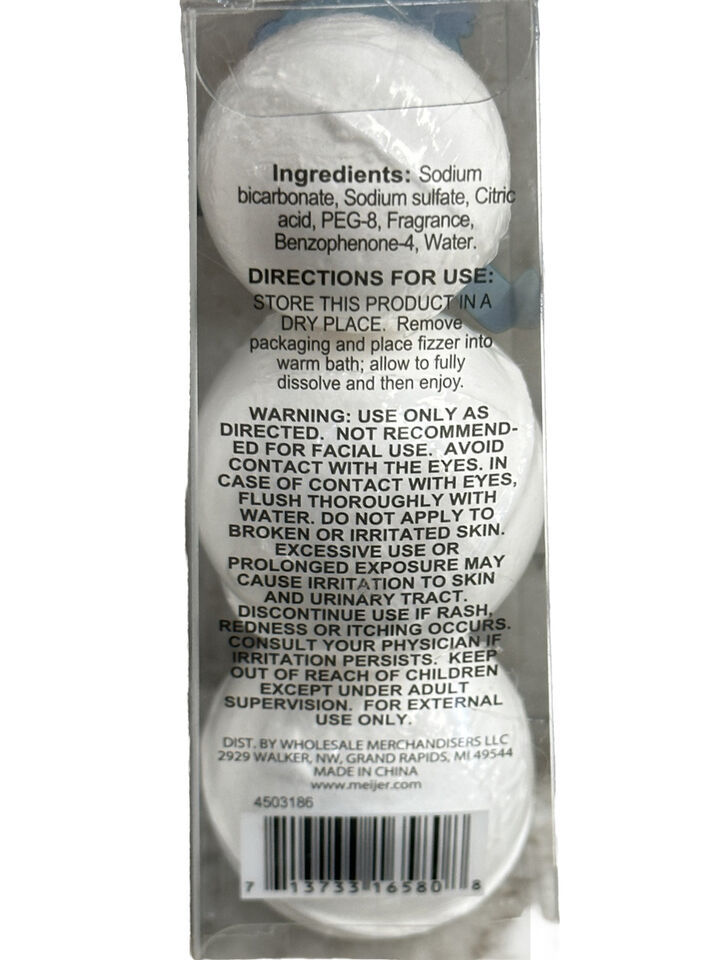 Ingredients: Sodium
bicarbonate, Sodium sulfate, Citric
acid, PEG-8, Fragrance,
Benzophenone-4, Water.
DIRECTIONS FOR USE:
STORE THIS PRODUCT IN A
DRY PLACE. Remove
packaging and place fizzer into
warm bath; allow to fully
dissolve and then enjoy.
WARNING: USE ONLY AS
DIRECTED. NOT RECOMMEND-
ED FOR FACIAL USE. AVOID
CONTACT WITH THE EYES. IN
CASE OF CONTACT WITH EYES,
FLUSH THOROUGHLY WITH
WATER. DO NOT APPLY TO
BROKEN OR IRRITATED SKIN.
EXCESSIVE USE OR
PROLONGED EXPOSURE MAY
CAUSE IRRITATION TO SKIN
AND URINARY TRACT.
DISCONTINUE USE IF RASH,
REDNESS OR ITCHING OCCURS.
CONSULT YOUR PHYSICIAN IF
IRRITATION PERSISTS. KEEP
OUT OF REACH OF CHILDREN
EXCEPT UNDER ADULT
SUPERVISION. FOR EXTERNAL
USE ONLY.
DIST. BY WHOLESALE MERCHANDISERS LLC
2929 WALKER, NW, GRAND RAPIDS, MI 49544
MADE IN CHINA
www.meijer.com
4503186
7 13733 16580 8